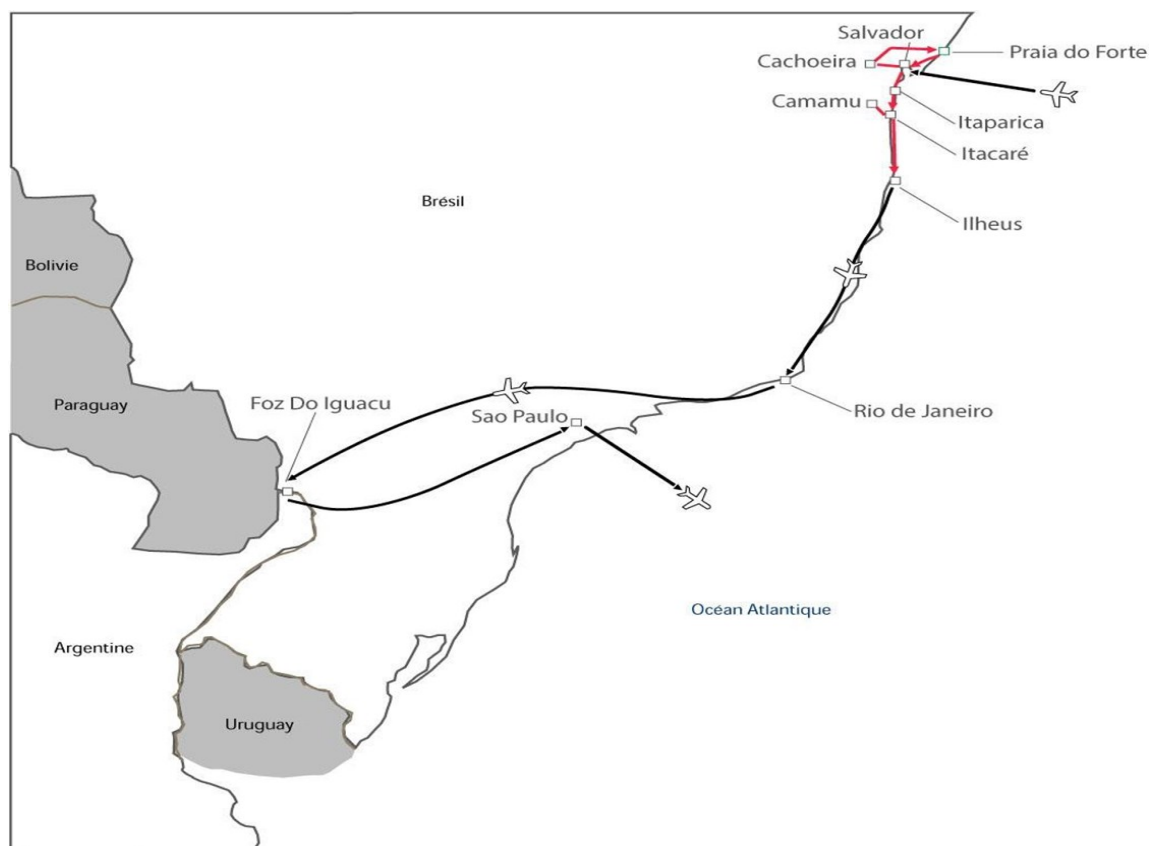 Salvador
Praia do Forte
Cachoeira
Camamu
Itaparica
Itacaré
Brésil
Ilheus
Bolivie
Paraguay
Foz Do Iguacu
Sao Paulo
Rio de Janeiro
Océan Atlantique
Argentine
Uruguay